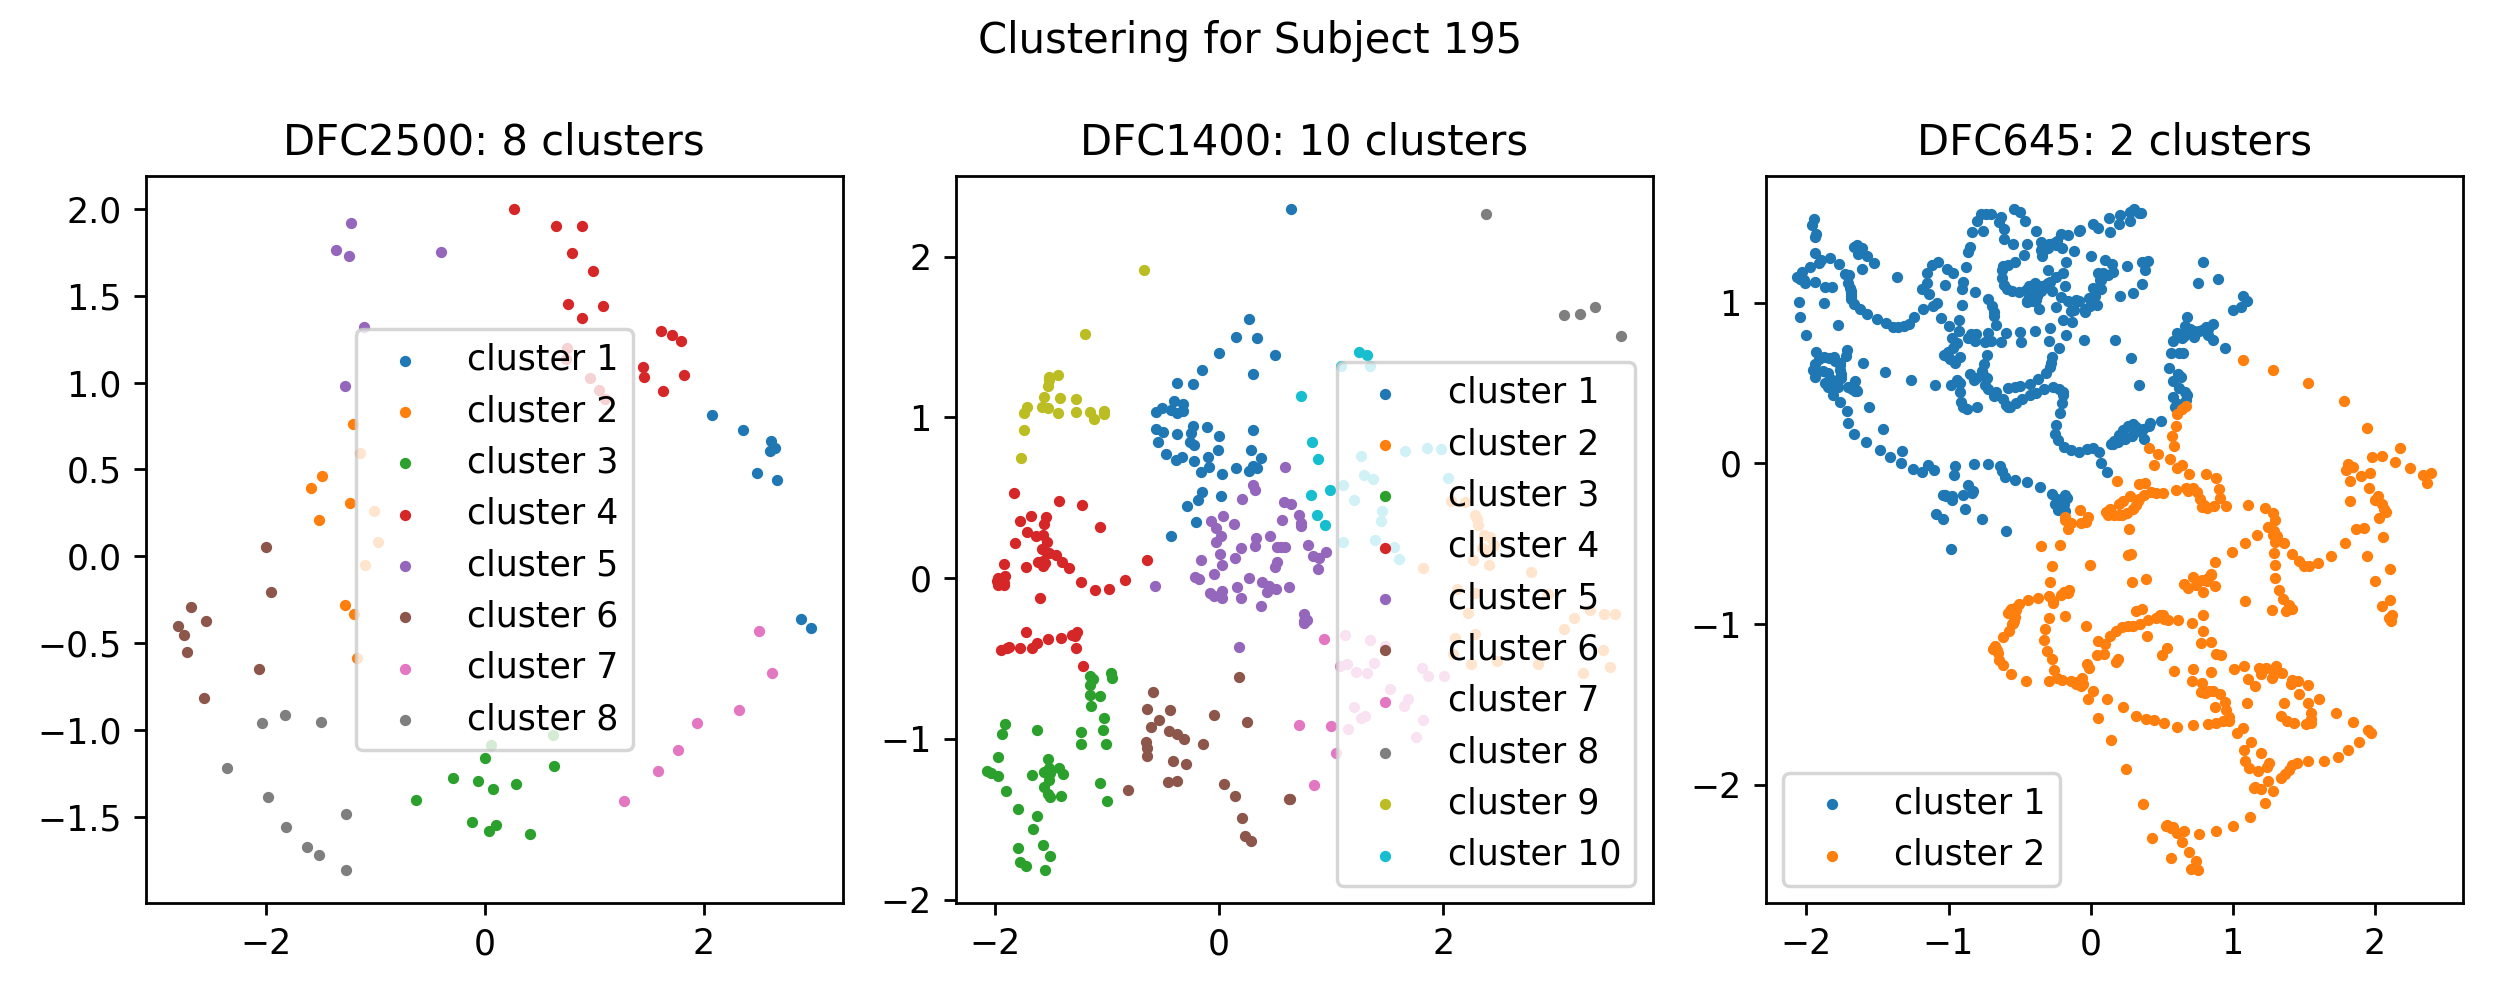 Clustering for Subject 195
DFC2500: 8 clusters
2.0
1.5
1.0
0.5
0.0
−0.5
−1.0
−1.5
−2
0
2
cluster 1
cluster 2
cluster 3
cluster 4
cluster 5
cluster 6
cluster 7
cluster 8
DFC1400: 10 clusters
2
1
0
−1
−2
−2
0
2
cluster 1
cluster 2
cluster 3
cluster 4
cluster 5
cluster 6
cluster 7
cluster 8
cluster 9
cluster 10
DFC645: 2 clusters
1
0
−1
−2
−2
−1
0
1
2
cluster 1
cluster 2